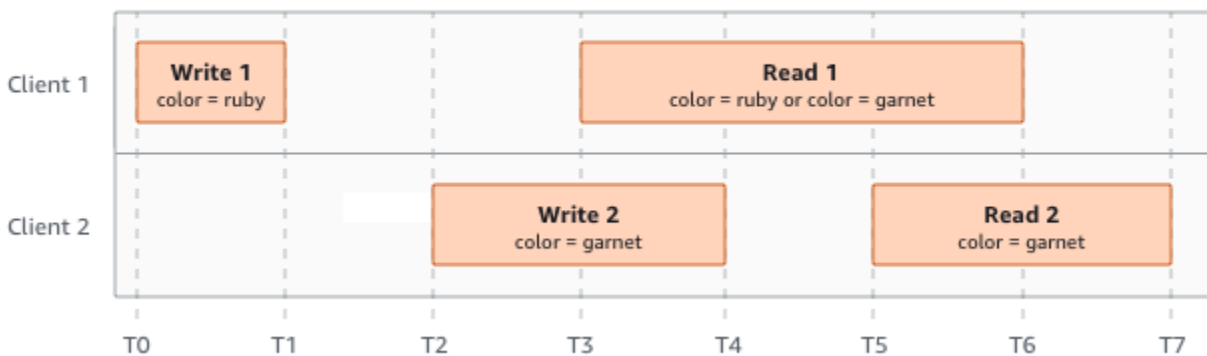 Client 1
Write 1
color = ruby
Read 1
color = ruby or color = garnet
Client 2
Write 2
color = garnet
Read 2
color = garnet
T0 T1 T2 T3 T4 T5 T6 T7